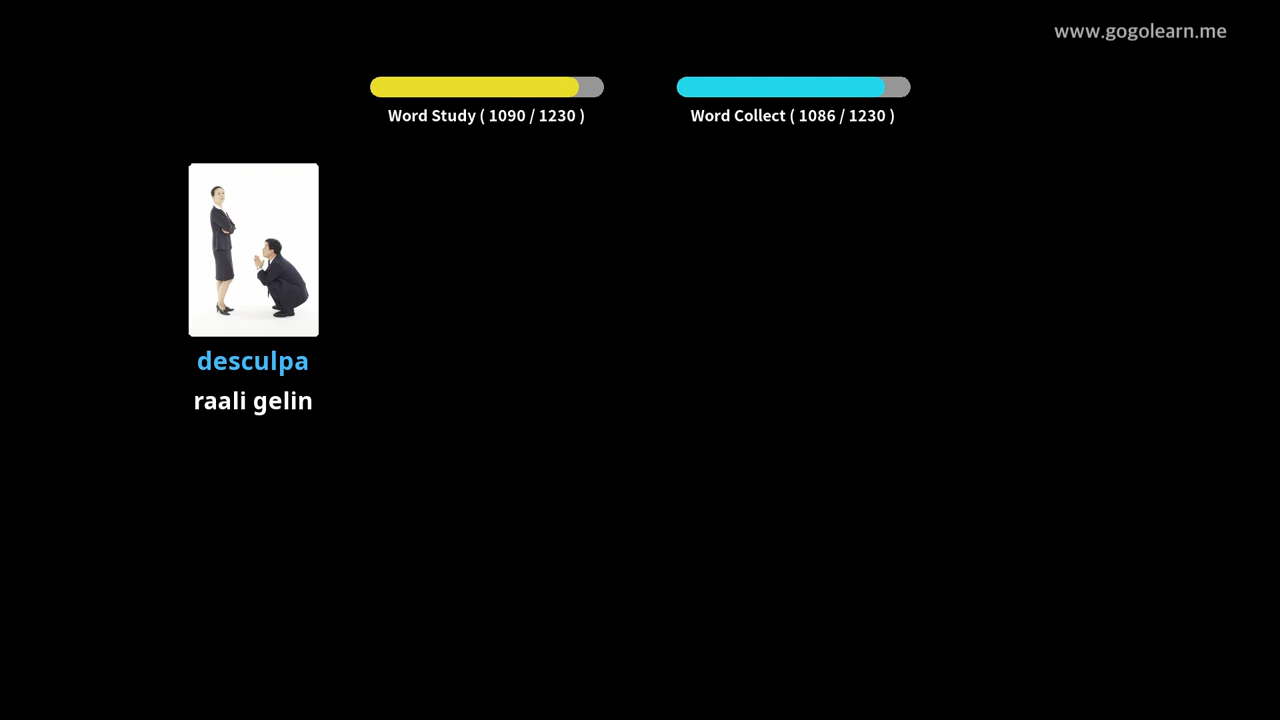 www.gogolearn.me
Word Study ( 1090 / 1230 )
Word Collect ( 1086 / 1230 )
desculpa
raali gelin